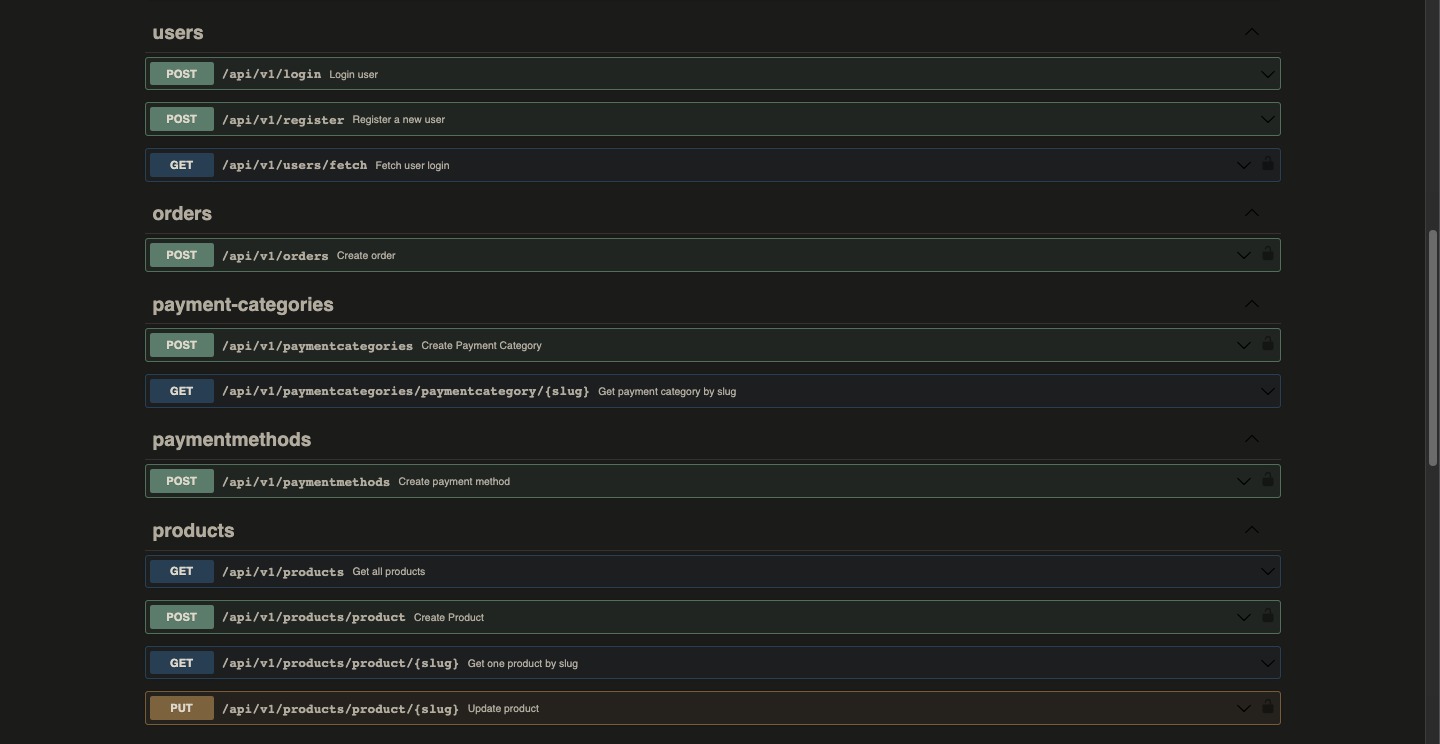 users
POST /api/v1/login Login user
POST /api/v1/register Register a new user
GET /api/v1/users/fetch Fetch user login
orders
POST /api/v1/orders Create order
payment-categories
POST /api/v1/paymentcategories Create Payment Category
GET /api/v1/paymentcategories/paymentcategory/{slug} Get payment category by slug
paymentmethods
POST /api/v1/paymentmethods Create payment method
products
GET /api/v1/products Get all products
POST /api/v1/products/product Create Product
GET /api/v1/products/product/{slug} Get one product by slug
PUT /api/v1/products/product/{slug} Update product